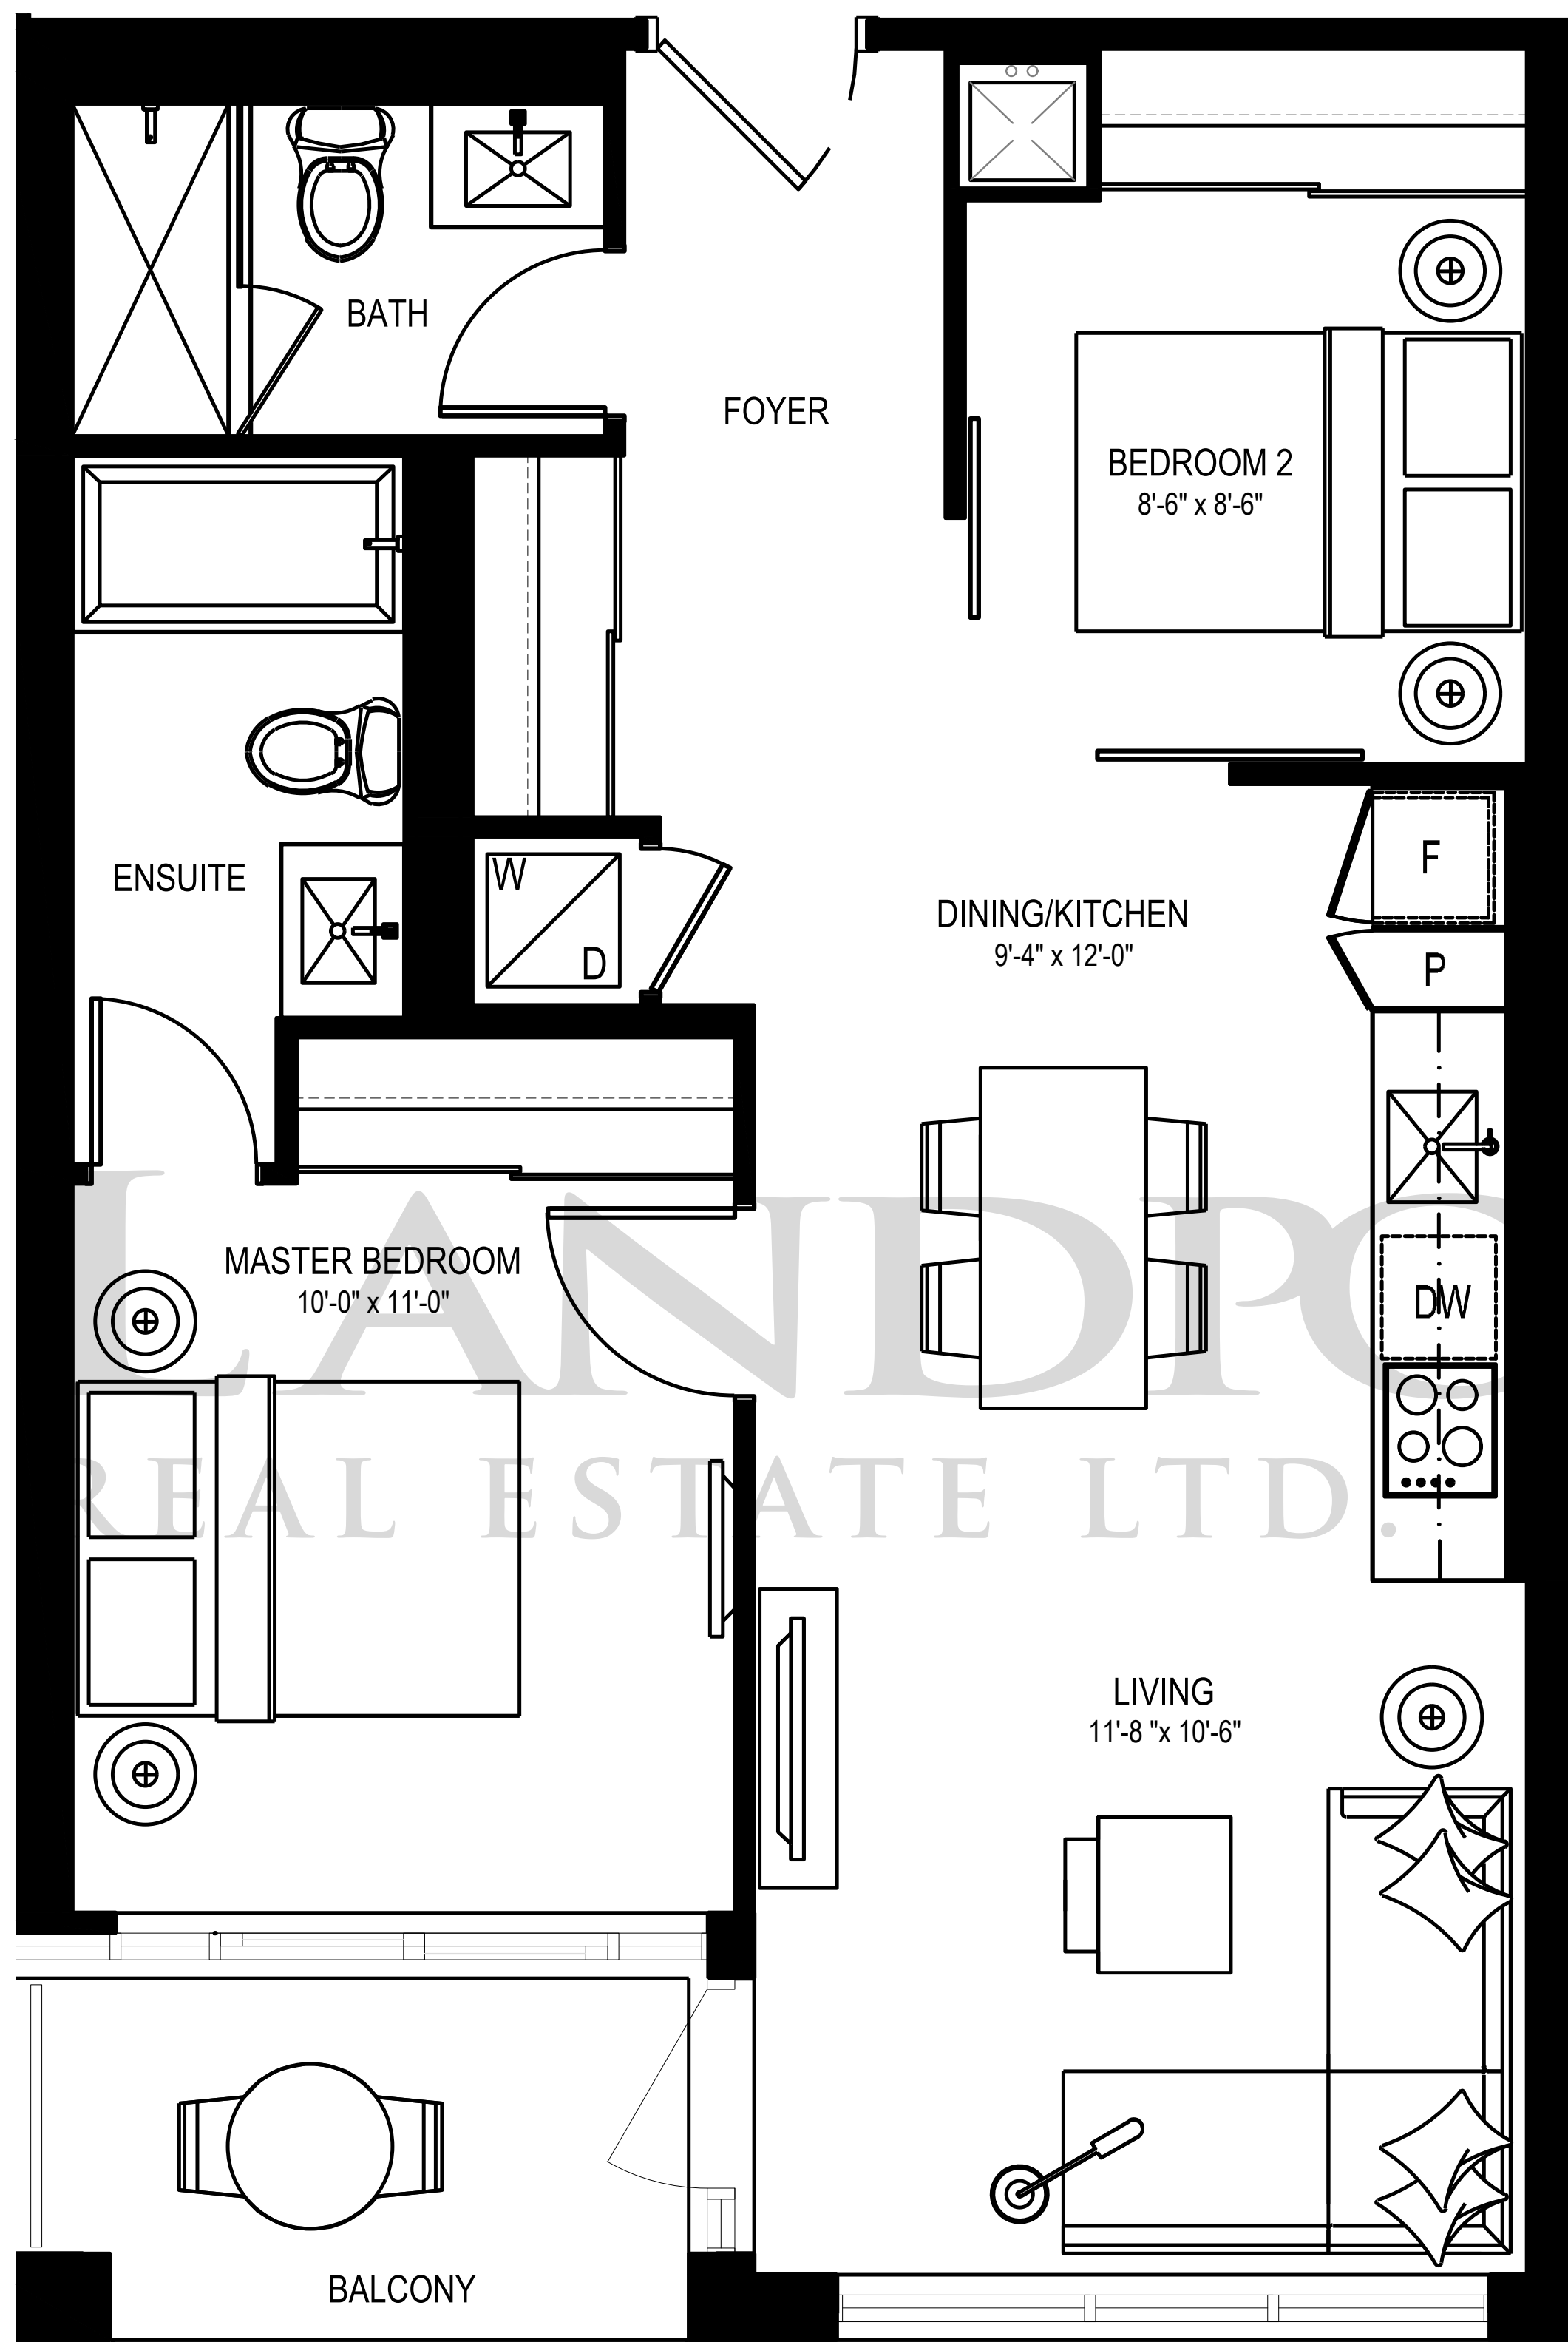 BATH
FOYER
BEDROOM 2
8'-6" x 8'-6"
ENSUITE
W
D
F
DINING/KITCHEN
9'-4" x 12'-0"
P
MASTER BEDROOM
10'-0" x 11'-0"
DW
LANDPO
REAL ESTATE LTD.
LIVING
11'-8 "x 10'-6"
BALCONY